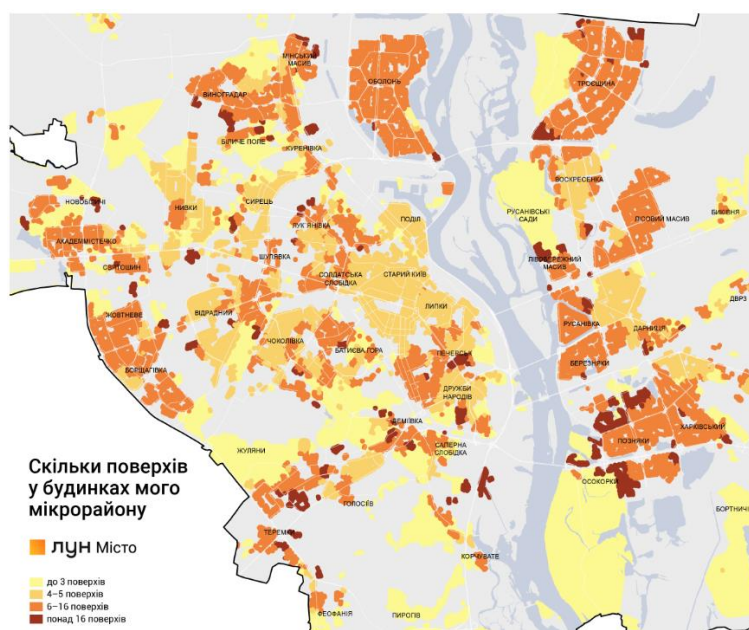 МІНСЬКИЙ
МАСИВ
ВИНОГРАДАР
ОБОЛОНЬ
ТРОЄЩИНА
БІЛИЧЕ ПОЛЕ
КУРЕНІВКА
НОВОБІЛИЧІ
НИВКИ
СИРЕЦЬ
ВОСКРЕСЕНКА
РУСАНІВСЬКІ
САДИ
ЛІСОВИЙ МАСИВ
БИКІВНЯ
ЛУК'ЯНІВКА
ПОДІЛ
АКАДЕММІСТЕЧКО
СВЯТОШИН
ШУЛЯВКА
СОЛДАТСЬКА
СЛОБІДКА
СТАРИЙ КИЇВ
ЛІВОБЕРЕЖНИЙ
МАСИВ
ДВРЗ
ЖОВТНЕВЕ
ВІДРАДНИЙ
ЛИПКИ
РУСАНІВКА
ДАРНИЦЯ
ЧОКОЛІВКА
БАТИЄВА ГОРА
ПЕЧЕРСЬК
БЕРЕЗНЯКИ
БОРЩАГІВКА
ДРУЖБИ
НАРОДІВ
ДЕМІЇВКА
ХАРКІВСЬКИЙ
ПОЗНЯКИ
ЖУЛЯНИ
САПЕРНА
СЛОБІДКА
ОСОКОРКИ
ГОЛОСІЇВ
БОРТНИЧІ
ТЕРЕМКИ
КОРЧУВАТЕ
ФЕОФАНІЯ
ПИРОГІВ
Скільки поверхів
у будинках мого
мікрорайону
ЛУН Місто
до 3 поверхів
4–5 поверхів
6–16 поверхів
понад 16 поверхів